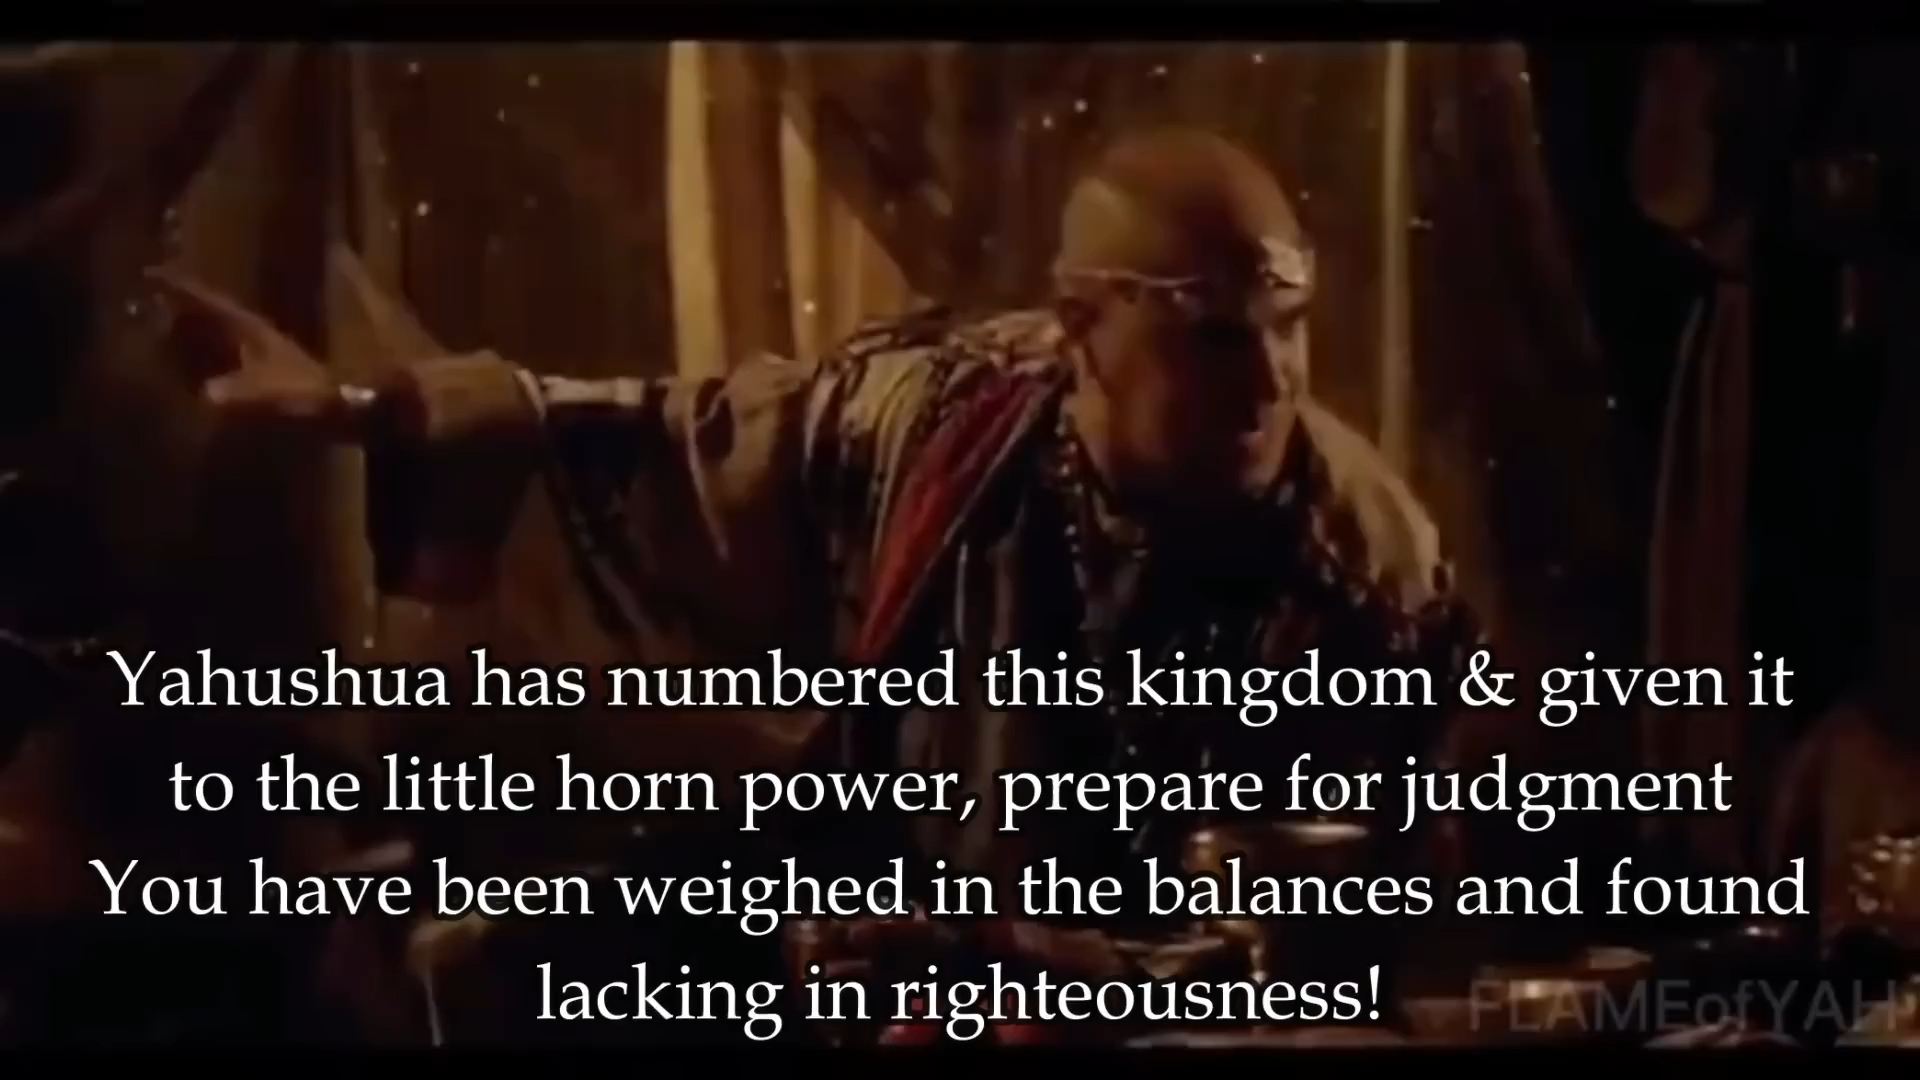 Yahushua has numbered this kingdom & given it
to the little horn power, prepare for judgment
You have been weighed in the balances and found
lacking in righteousness!
FLAMEofYAH